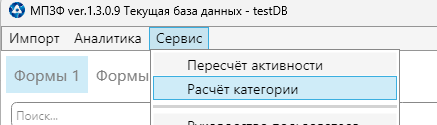 МПЗФ ver.1.3.0.9 Текущая база данных - testDB
Импорт Аналитика Сервис
Формы 1 Формы
Пересчёт активности
Расчёт категории
Поиск...